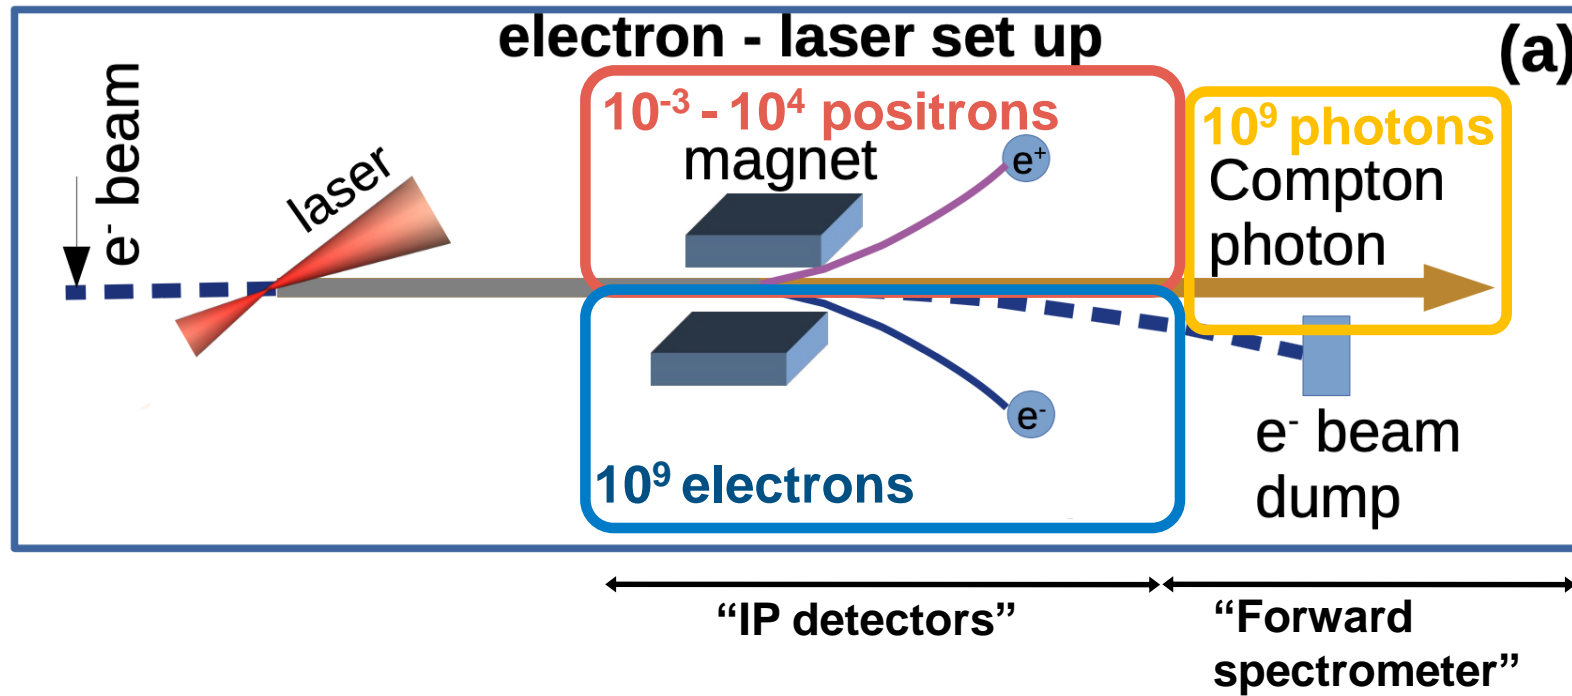 electron - laser set up
(a)
e⁻ beam
laser
10⁻³ - 10⁴ positrons
magnet
e⁺
10⁹ photons
Compton
photon
e⁻
10⁹ electrons
e⁻ beam
dump
“IP detectors”
“Forward
spectrometer”